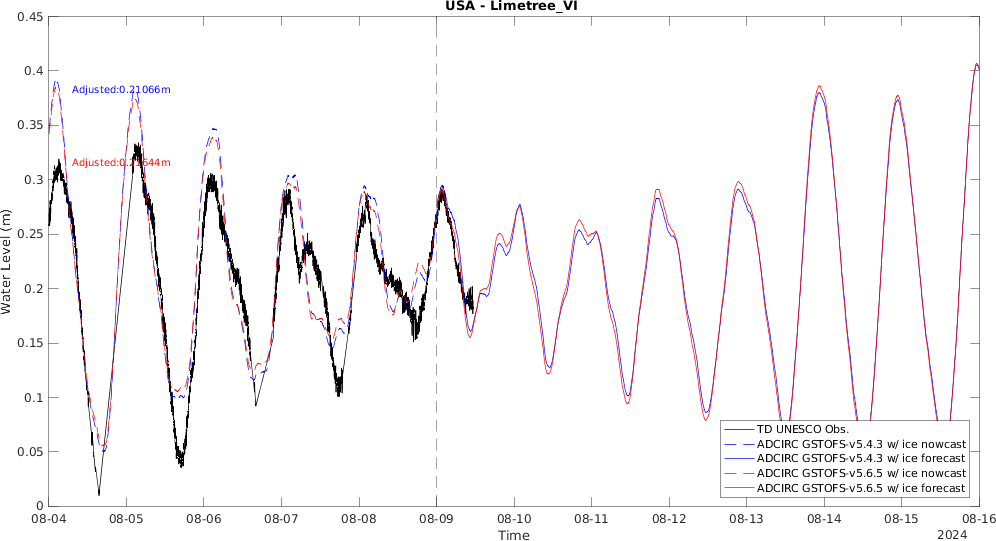 USA - Limetree_VI
0.45
0.4
0.35
0.3
0.25
0.2
0.15
0.1
0.05
0
Water Level (m)
Adjusted:0.21066m
Adjusted:0.21644m
TD UNESCO Obs.
ADCIRC GSTOFS-v5.4.3 w/ ice nowcast
ADCIRC GSTOFS-v5.4.3 w/ ice forecast
ADCIRC GSTOFS-v5.6.5 w/ ice nowcast
ADCIRC GSTOFS-v5.6.5 w/ ice forecast
08-04 08-05 08-06 08-07 08-08 08-09 08-10 08-11 08-12 08-13 08-14 08-15 08-16
Time
2024